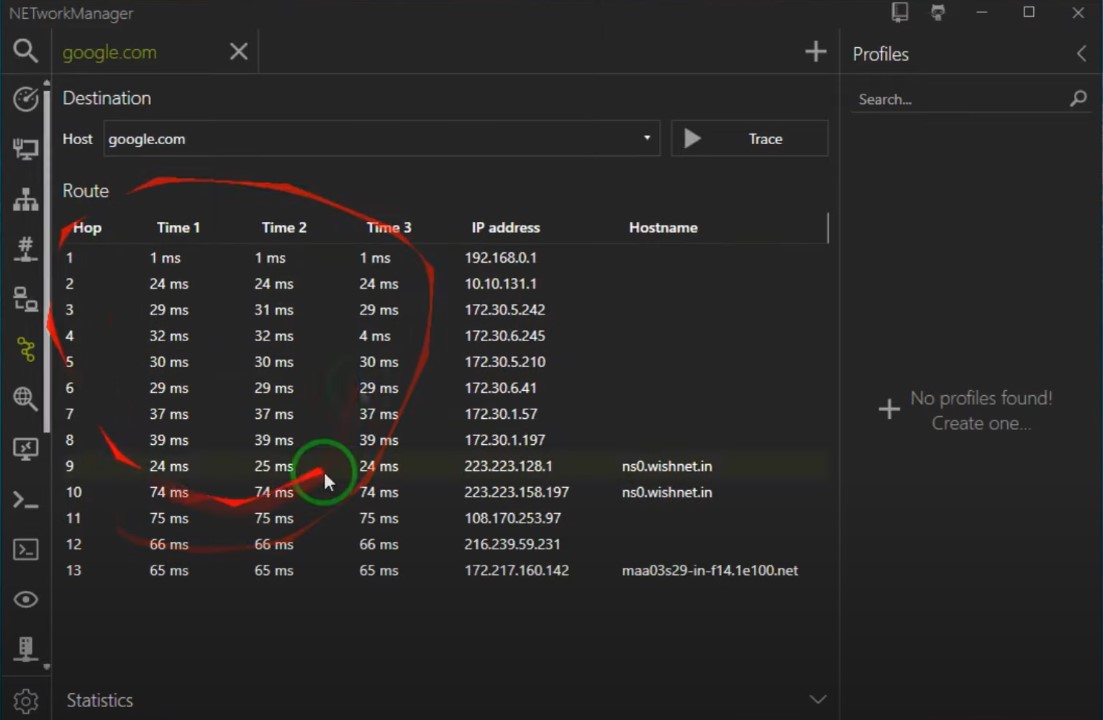 NETworkManager
google.com
Profiles
Destination
Search...
Host google.com Trace
Route
Hop Time 1 Time 2 Time 3 IP address Hostname
1 1 ms 1 ms 1 ms 192.168.0.1
2 24 ms 24 ms 24 ms 10.10.131.1
3 29 ms 31 ms 29 ms 172.30.5.242
4 32 ms 32 ms 4 ms 172.30.6.245
5 30 ms 30 ms 30 ms 172.30.5.210
6 29 ms 29 ms 29 ms 172.30.6.41
7 37 ms 37 ms 37 ms 172.30.1.57
8 39 ms 39 ms 39 ms 172.30.1.197
9 24 ms 25 ms 24 ms 223.223.128.1 ns0.wishnet.in
10 74 ms 74 ms 74 ms 223.223.158.197 ns0.wishnet.in
11 75 ms 75 ms 75 ms 108.170.253.97
12 66 ms 66 ms 66 ms 216.239.59.231
13 65 ms 65 ms 65 ms 172.217.160.142 maa03s29-in-f14.1e100.net
No profiles found!
Create one...
Statistics